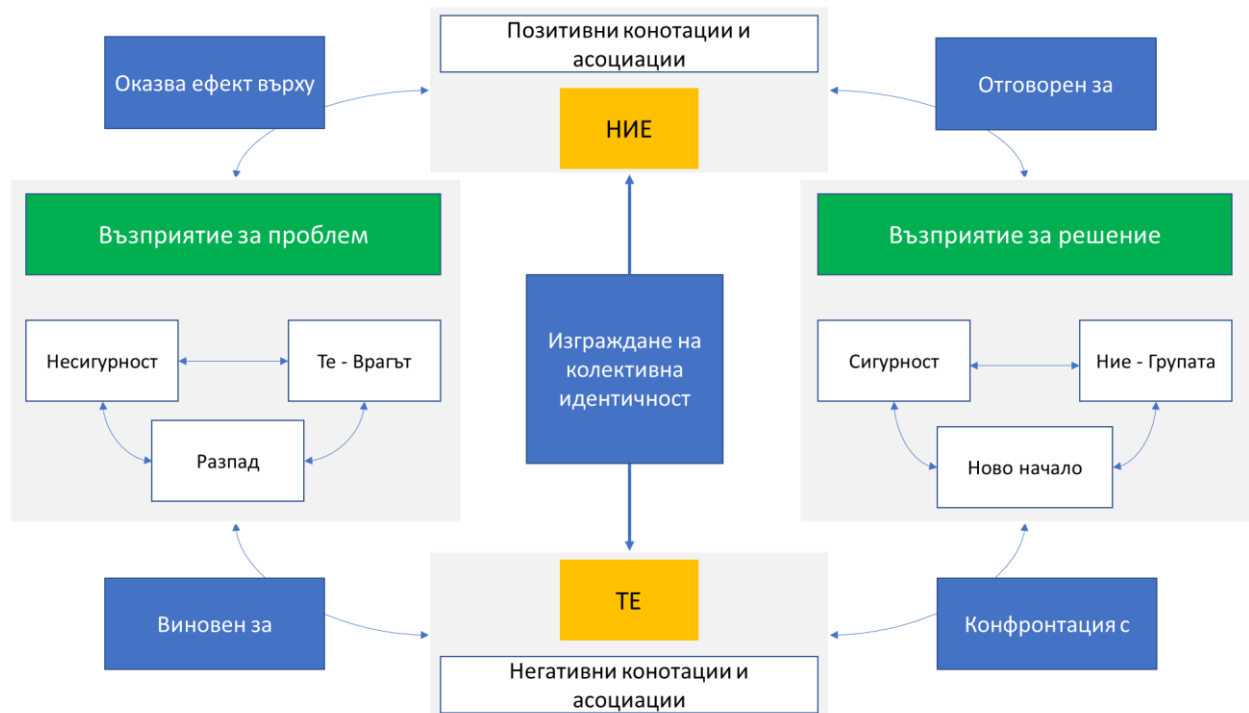 Позитивни конотации и
асоциации
Оказва ефект върху
Отговорен за
НИЕ
Възприятие за проблем
Възприятие за решение
Несигурност
Те - Врагът
Разпад
Изграждане на
колективна
идентичност
Сигурност
Ние - Групата
Ново начало
Виновен за
ТЕ
Конфронтация с
Негативни конотации и
асоциации